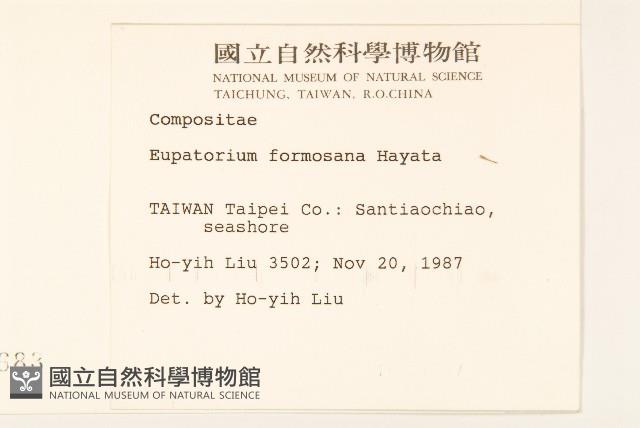 國立自然科學博物館
NATIONAL MUSEUM OF NATURAL SCIENCE
TAICHUNG, TAIWAN, R.O.CHINA
Compositae
Eupatorium formosana Hayata
TAIWAN Taipei Co.: Santiaochiao,
seashore
Ho-yih Liu 3502; Nov 20, 1987
Det. by Ho-yih Liu
683
國立自然科學博物館
NATIONAL MUSEUM OF NATURAL SCIENCE